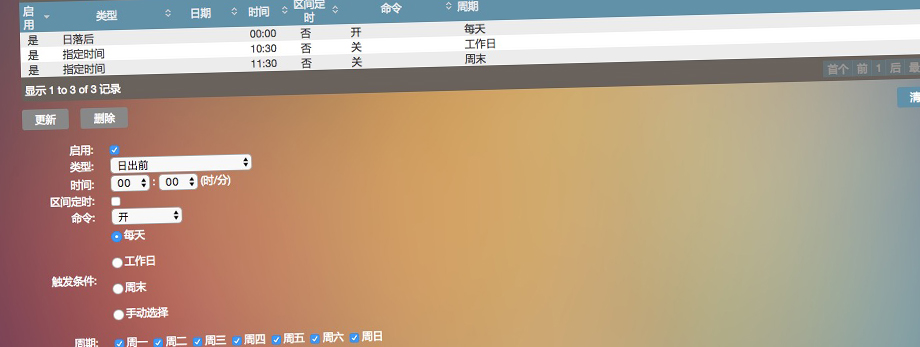 启用 类型 日期 时间 区间定时 命令 周期
是 日落后 00:00 否 开 每天
是 指定时间 10:30 否 关 工作日
是 指定时间 11:30 否 关 周末
显示 1 to 3 of 3 记录
首个 前 1 后 最
清
更新 删除
启用:
类型: 日出前
时间: 00 : 00 (时/分)
区间定时:
命令: 开
每天
工作日
触发条件:
周末
手动选择
周期: 周一 周二 周三 周四 周五 周六 周日